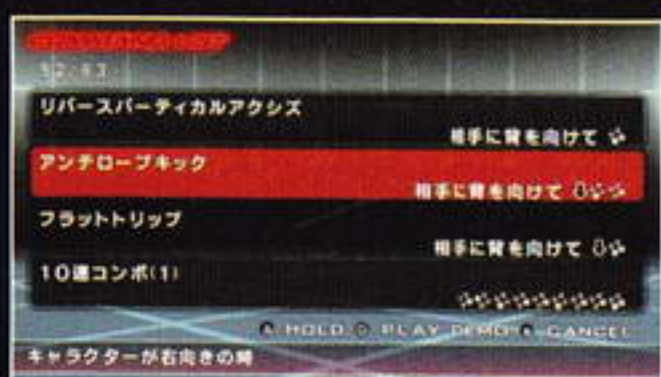 リバースバーティカルアクシズ
相手に背を向けて
アンテロープキック
相手に背を向けて
フラットトリップ
相手に背を向けて
10連コンボ(1)
HOLD PLAY DEMO CANCEL
キャラクターが右向きの時